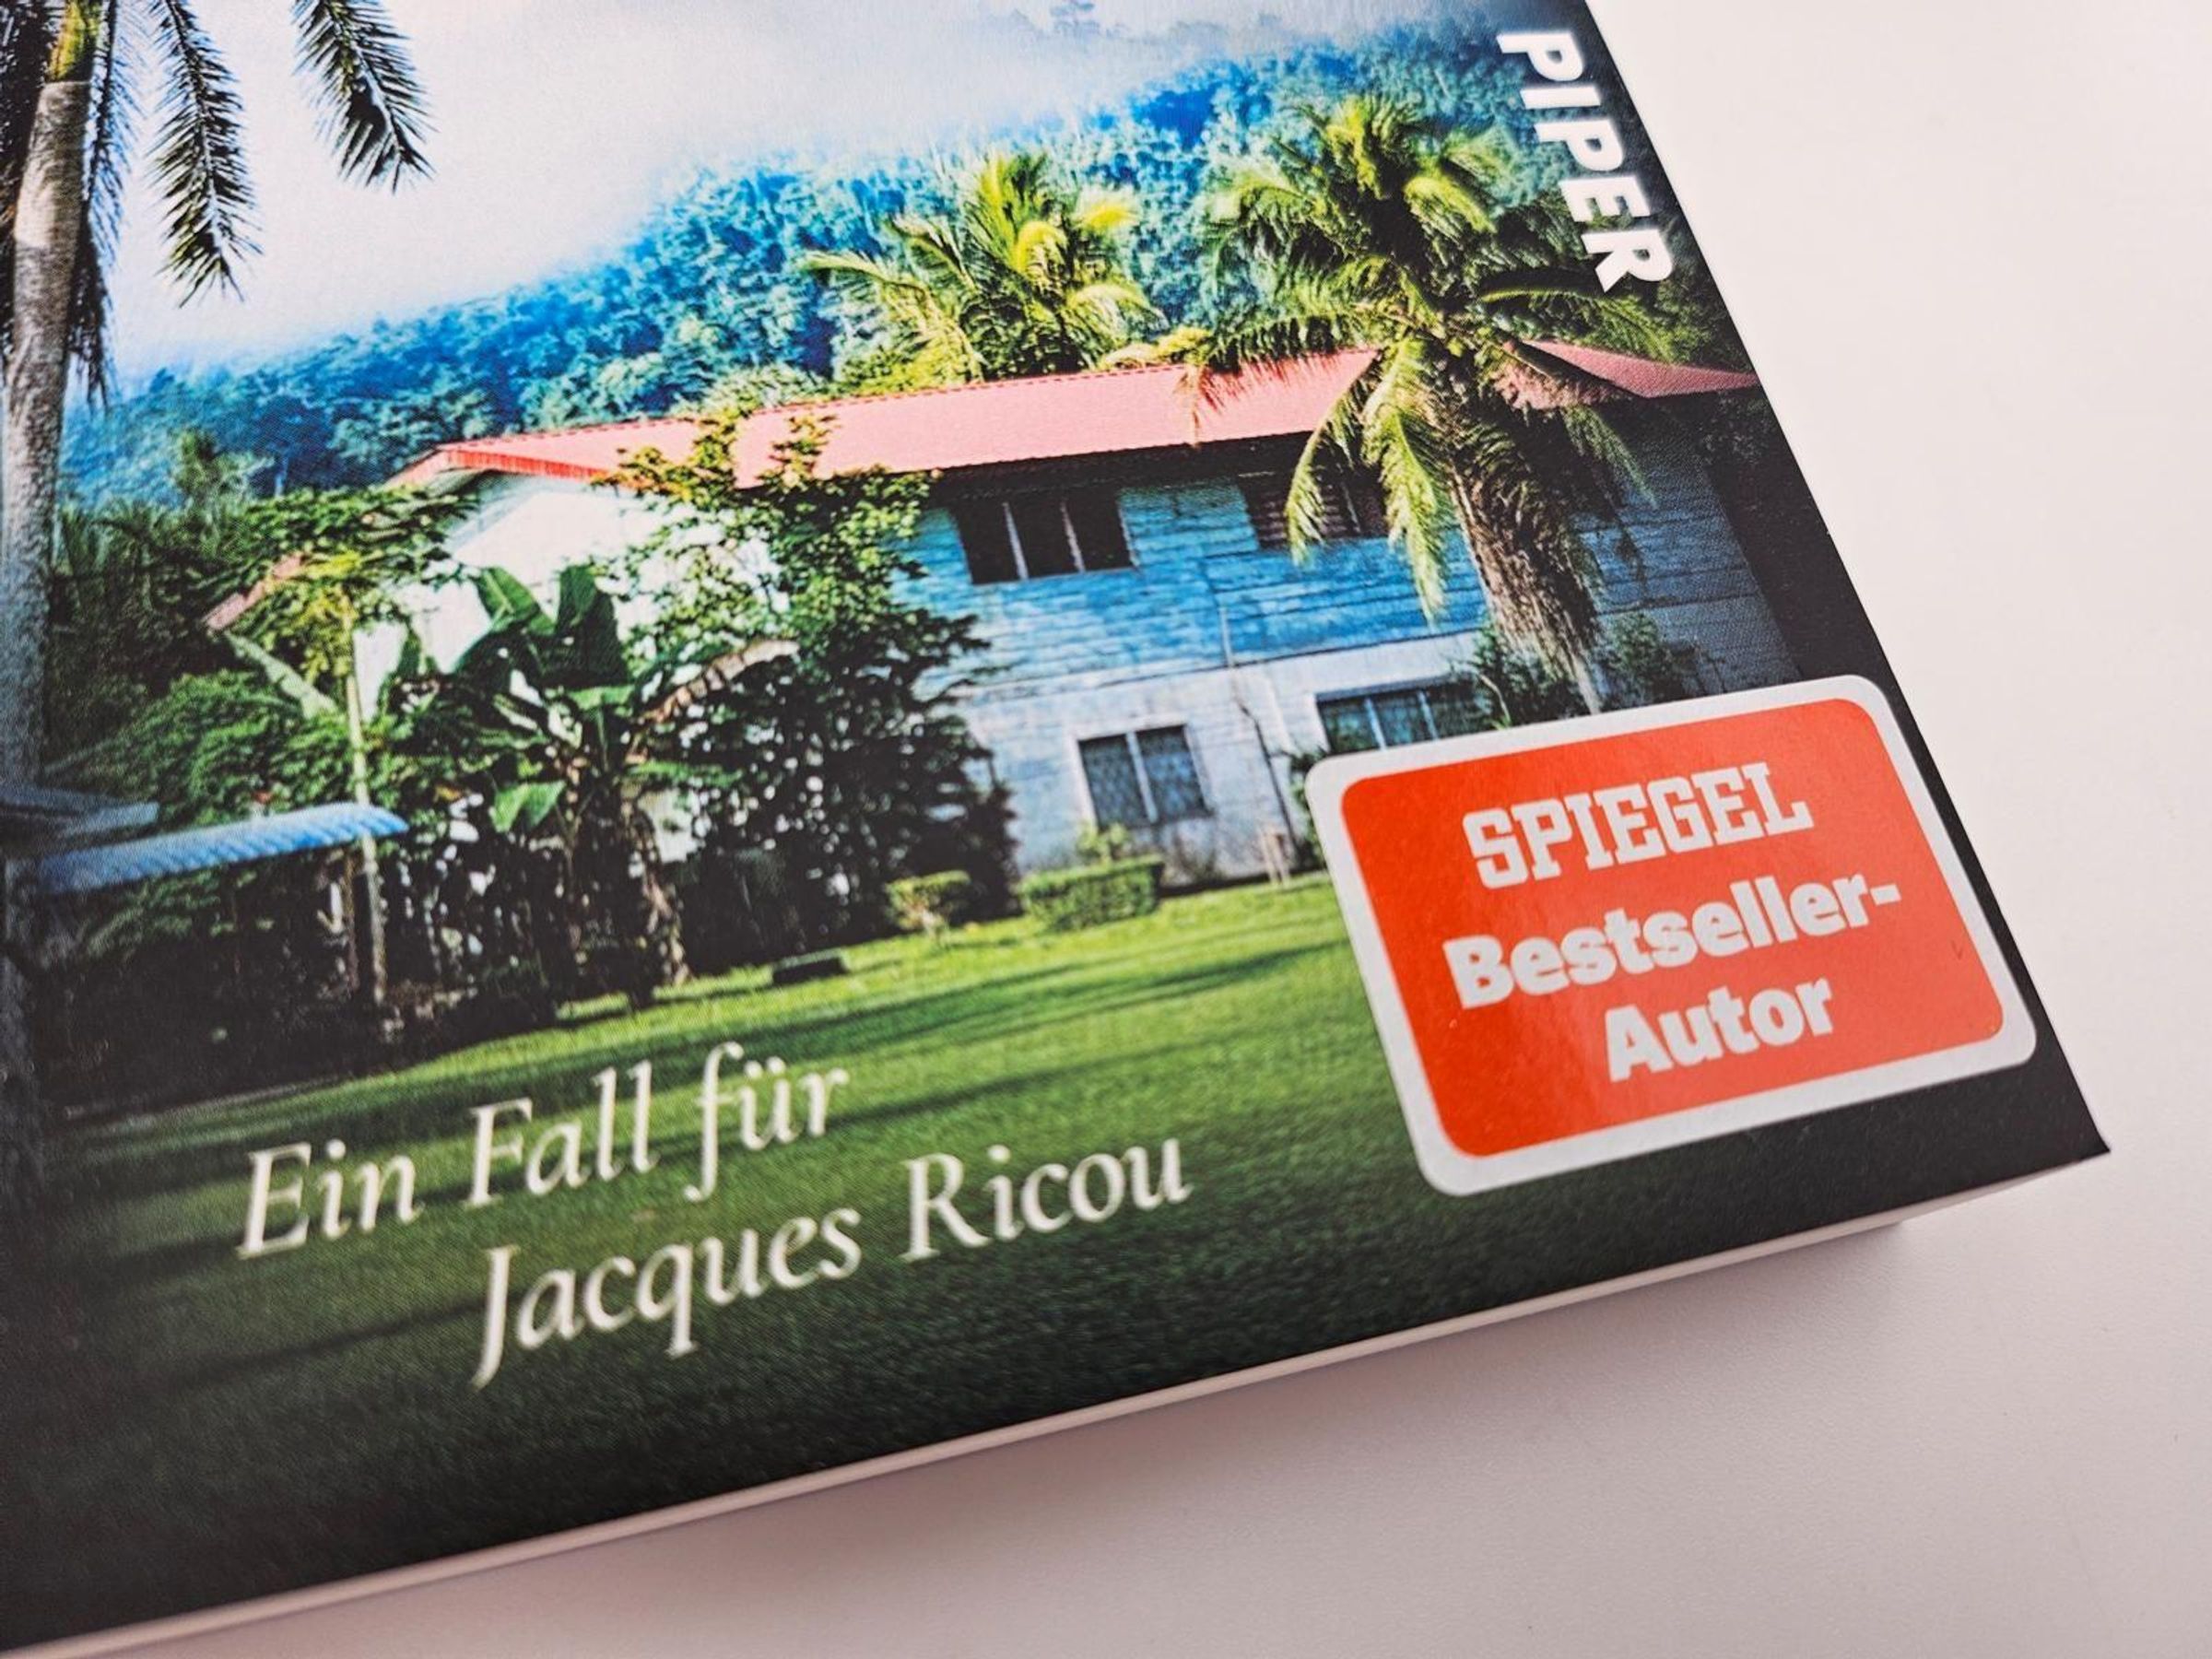 PIPER
SPIEGEL
Bestseller-
Autor
Ein Fall für
Jacques Ricou